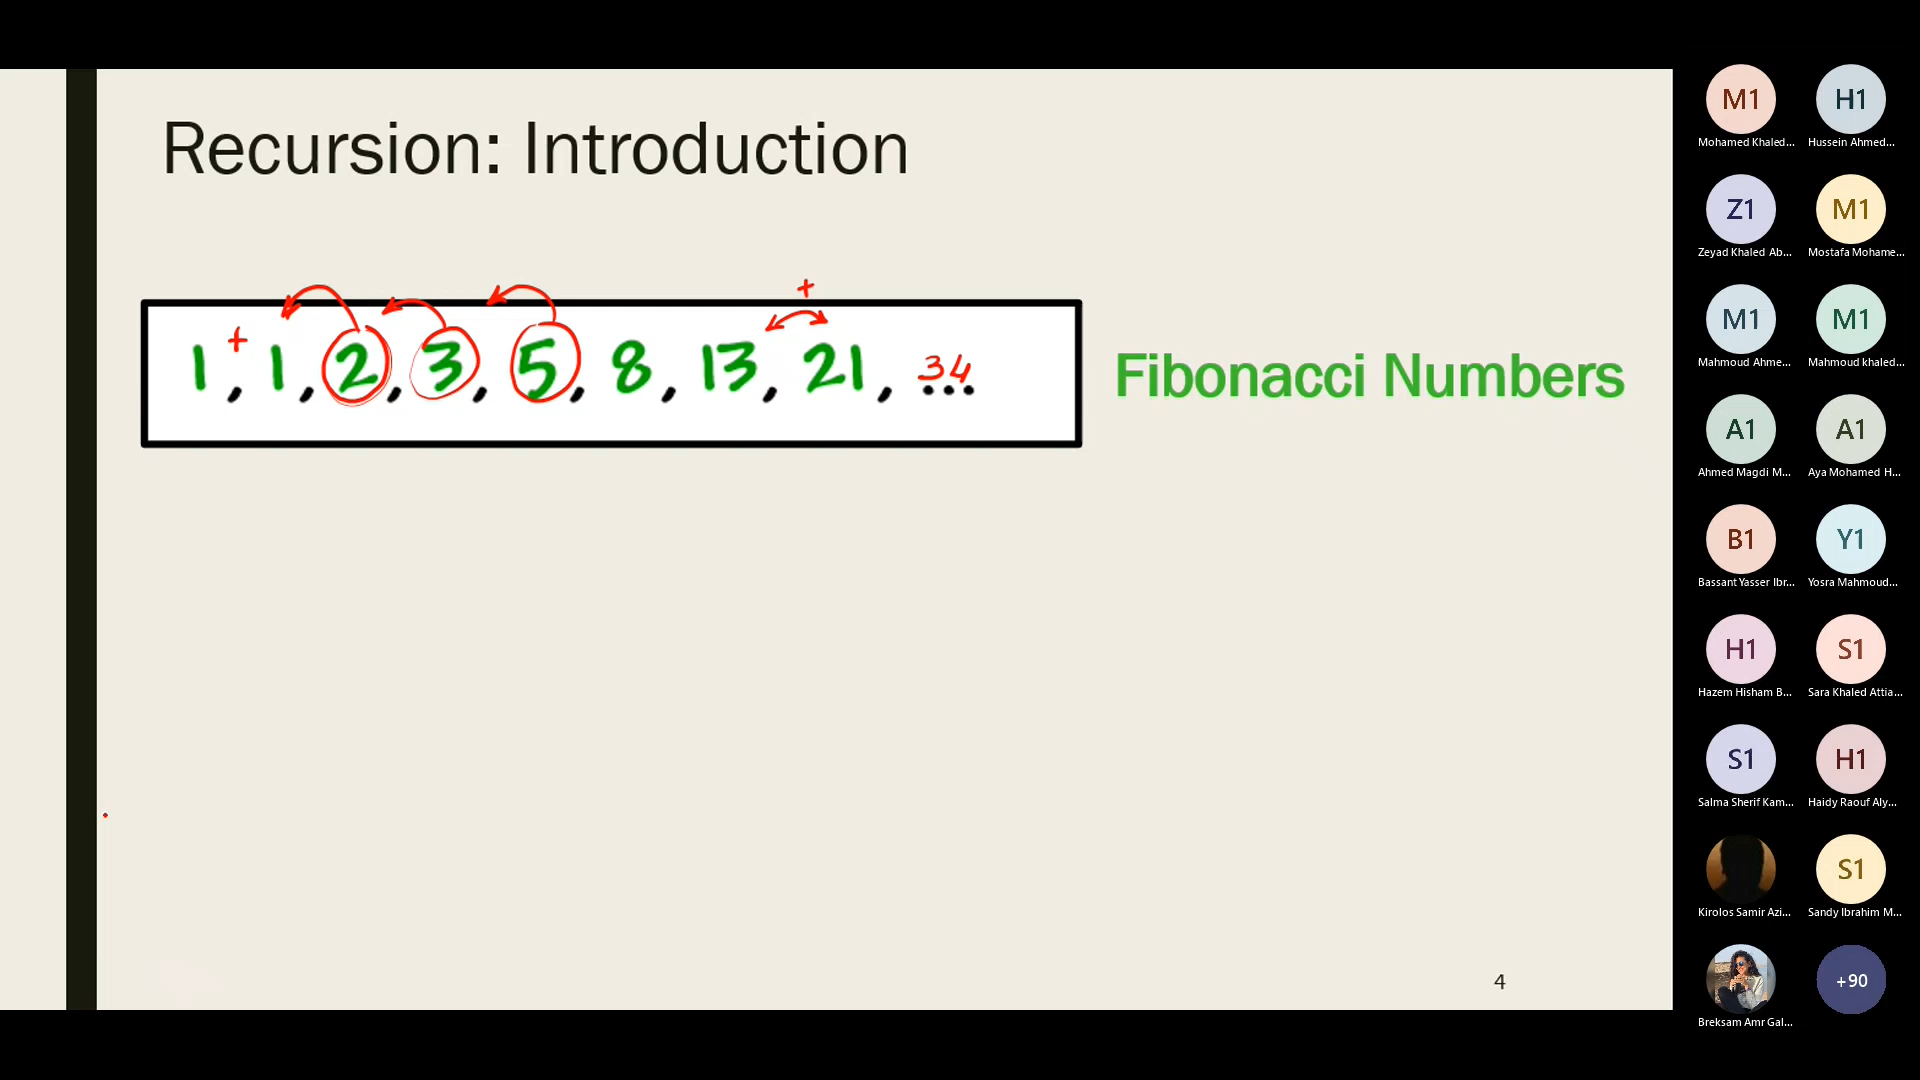 Recursion: Introduction
+
1 + 1, 2, 3, 5, 8, 13, 21, 34 ...
Fibonacci Numbers
4
M1 H1
Mohamed Khaled... Hussein Ahmed...
Z1 M1
Zeyad Khaled Ab... Mostafa Mohame...
M1 M1
Mahmoud Ahme... Mahmoud khaled...
A1 A1
Ahmed Magdi M... Aya Mohamed H...
B1 Y1
Bassant Yasser Ibr... Yosra Mahmoud...
H1 S1
Hazem Hisham B... Sara Khaled Attia...
S1 H1
Salma Sherif Kam... Haidy Raouf Aly...
S1
Kirolos Samir Azi... Sandy Ibrahim M...
+90
Breksam Amr Gal...